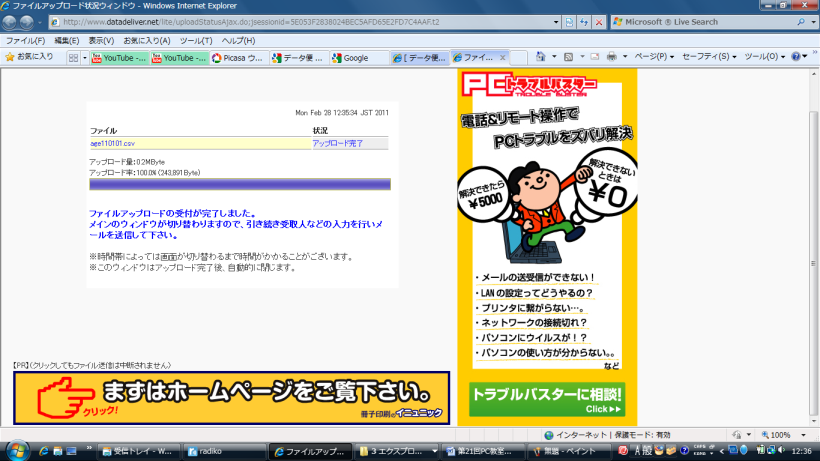 ファイルアップロード状況ウィンドウ - Windows Internet Explorer
http://www.datadeliver.net/lite/uploadStatusAjax.do;jsessionid=5E053F2838024BEC5AFD65E2FD7C4AAF.t2
Microsoft® Live Search
ファイル(F) 編集(E) 表示(V) お気に入り(A) ツール(T) ヘルプ(H)
お気に入り YouTube -... YouTube -... Picasa ウ... データ便 ... Google [ データ便... ファイ... ページ(P) セーフティ(S) ツール(O)
Mon Feb 28 12:35:34 JST 2011
ファイル 状況
age110101.csv アップロード完了
アップロード量:0.2MByte
アップロード率:100.0% (243,891Byte)
ファイルアップロードの受付が完了しました。
メインのウィンドウが切り替わりますので、引き続き受取人などの入力を行いメ
ールを送信して下さい。
※時間帯によっては画面が切り替わるまで時間がかかることがございます。
※このウィンドウはアップロード完了後、自動的に閉じます。
【PR】(クリックしてもファイル送信は中断されません)
まずはホームページをご覧下さい。
クリック!
冊子印刷のイニュニック
PCトラブルバスター
TROUBLE BUSTER
電話&リモート操作で
PCトラブルをズバリ解決
解決できたら
¥5000
解決できない
ときは
¥0
・メールの送受信ができない!
・LANの設定ってどうやるの?
・プリンタに繋がらない…。
・ネットワークの接続切れ?
・パソコンにウイルスが!?
・パソコンの使い方が分からない。。
など
トラブルバスターに相談!
Click
インターネット | 保護モード: 有効 100%
受信トレイ - W... radiko ファイルアップ... 3 エクスプロ... 第21回PC教室... 無題 - ペイント A 般 CAPS KANA 12:36